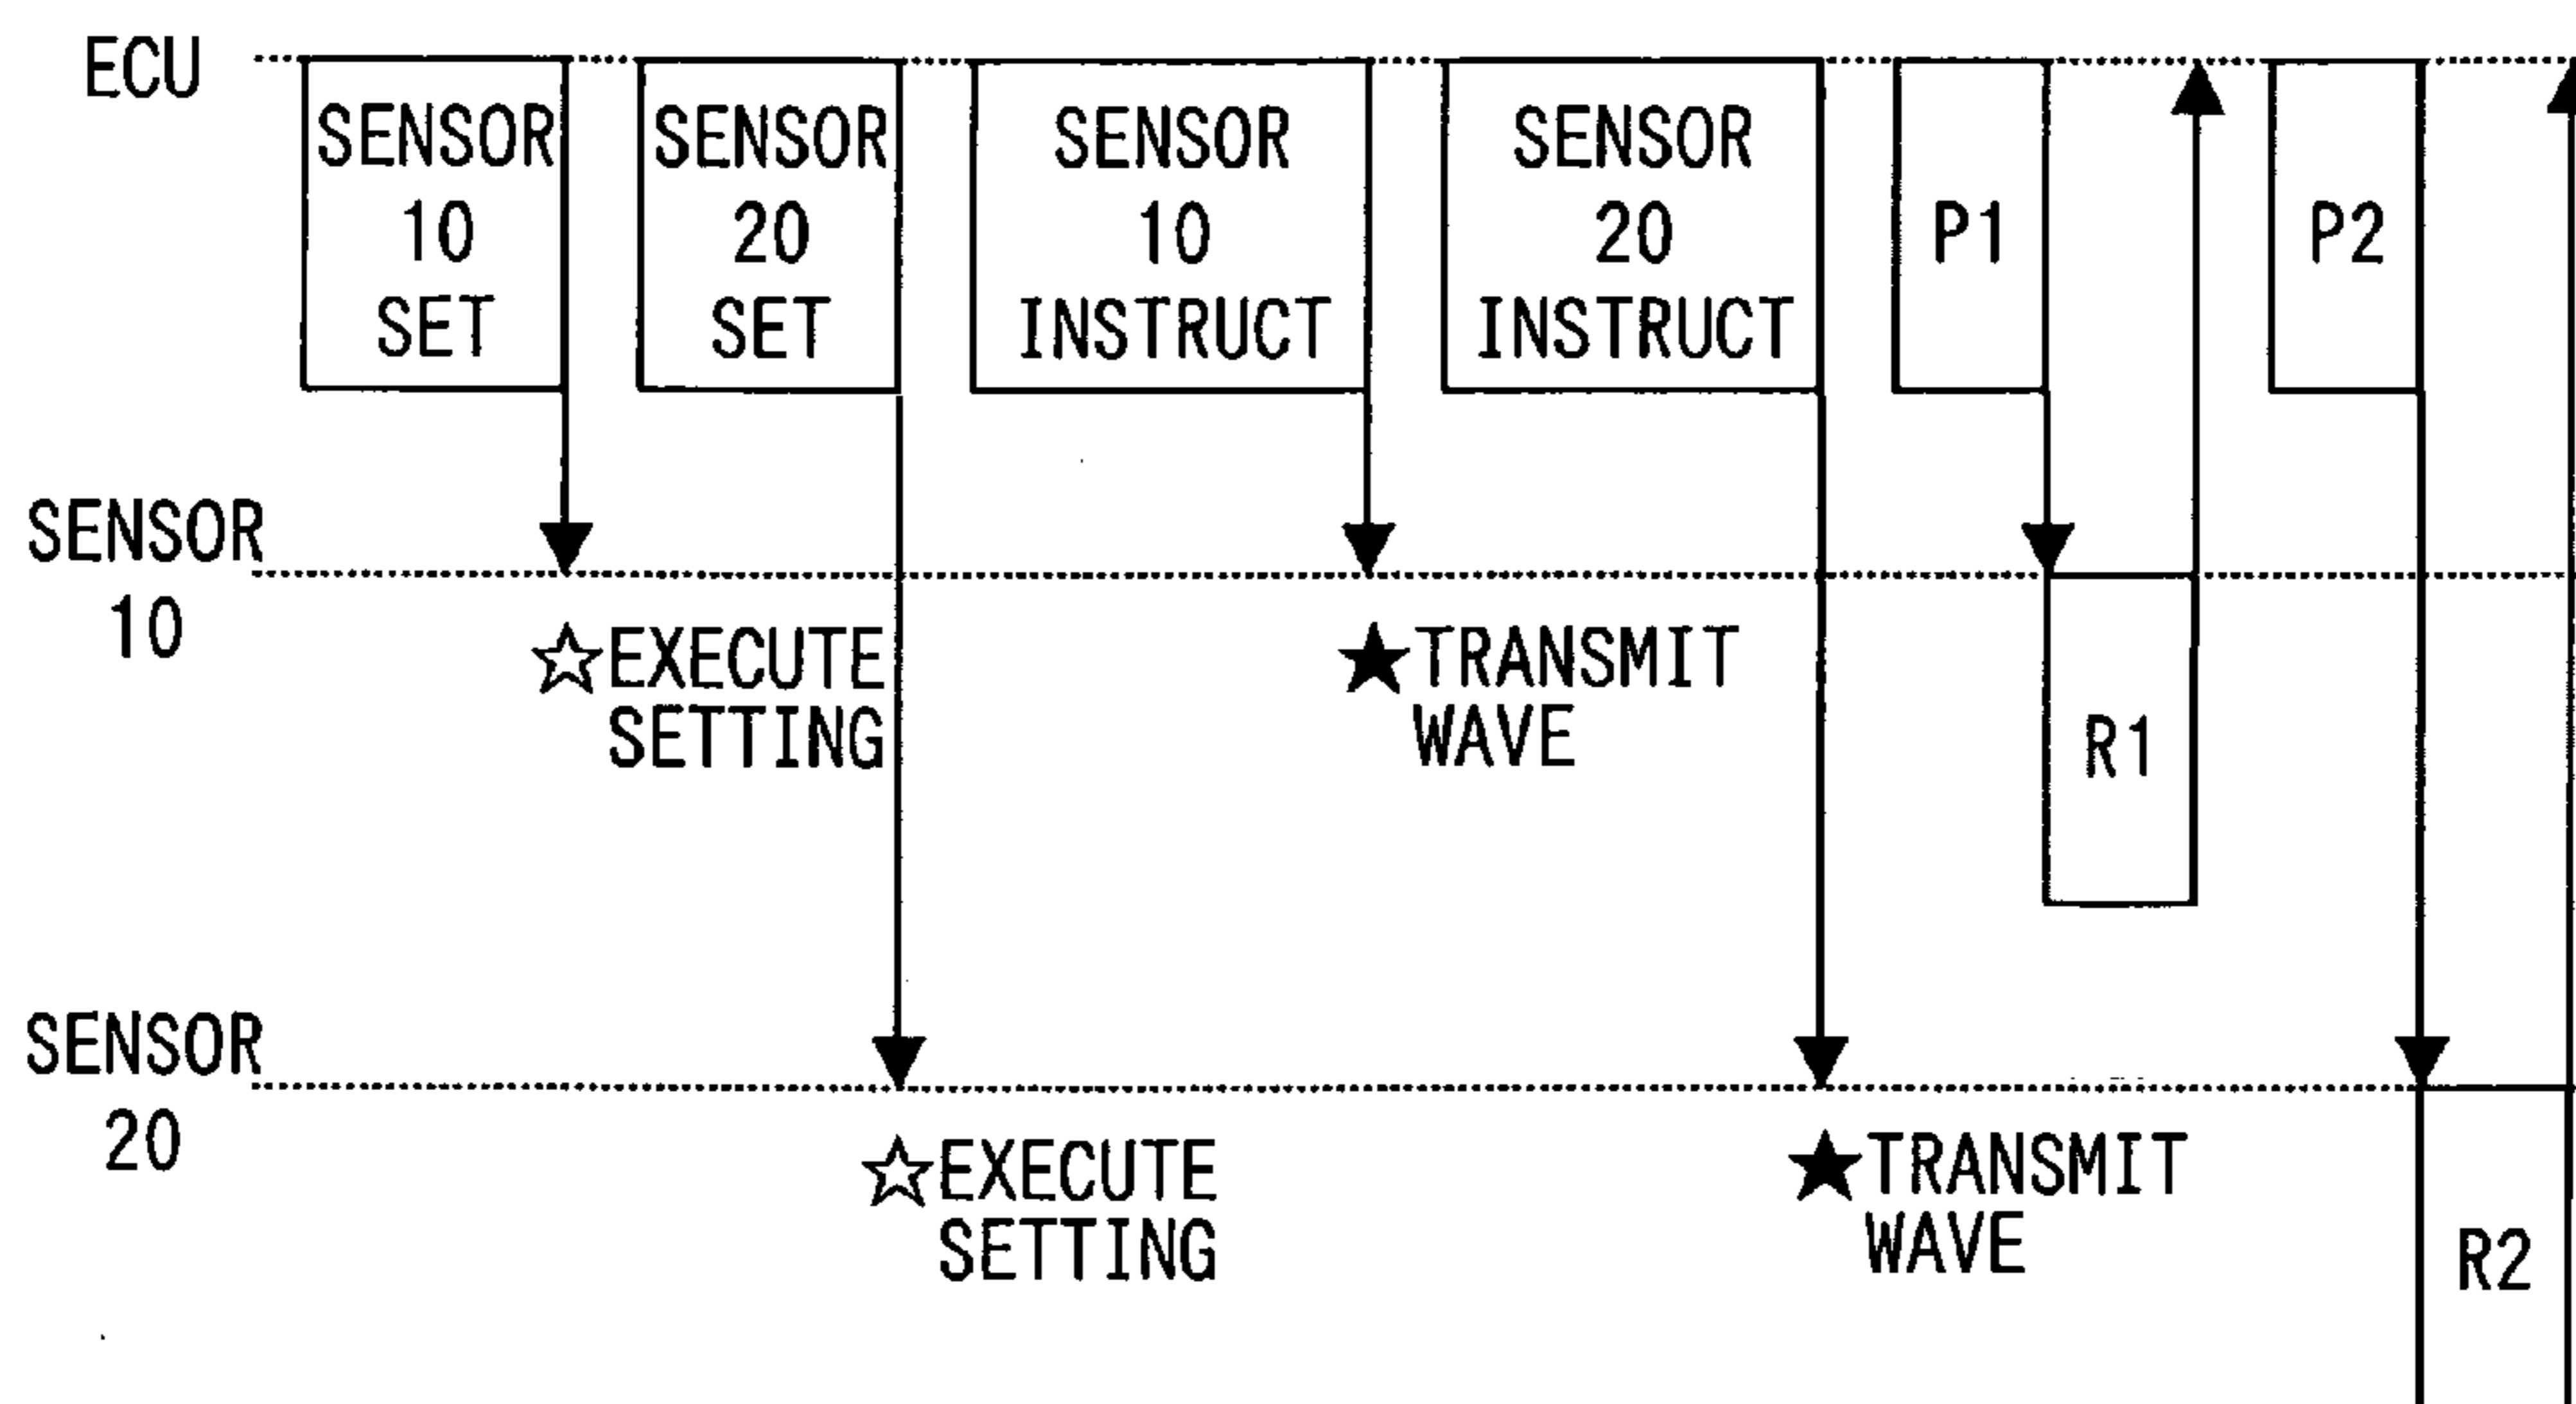 ECU
SENSOR
10
SET
SENSOR
20
SET
SENSOR
10
INSTRUCT
SENSOR
20
INSTRUCT
P1
P2
SENSOR
10
☆EXECUTE
SETTING
★TRANSMIT
WAVE
R1
SENSOR
20
☆EXECUTE
SETTING
★TRANSMIT
WAVE
R2